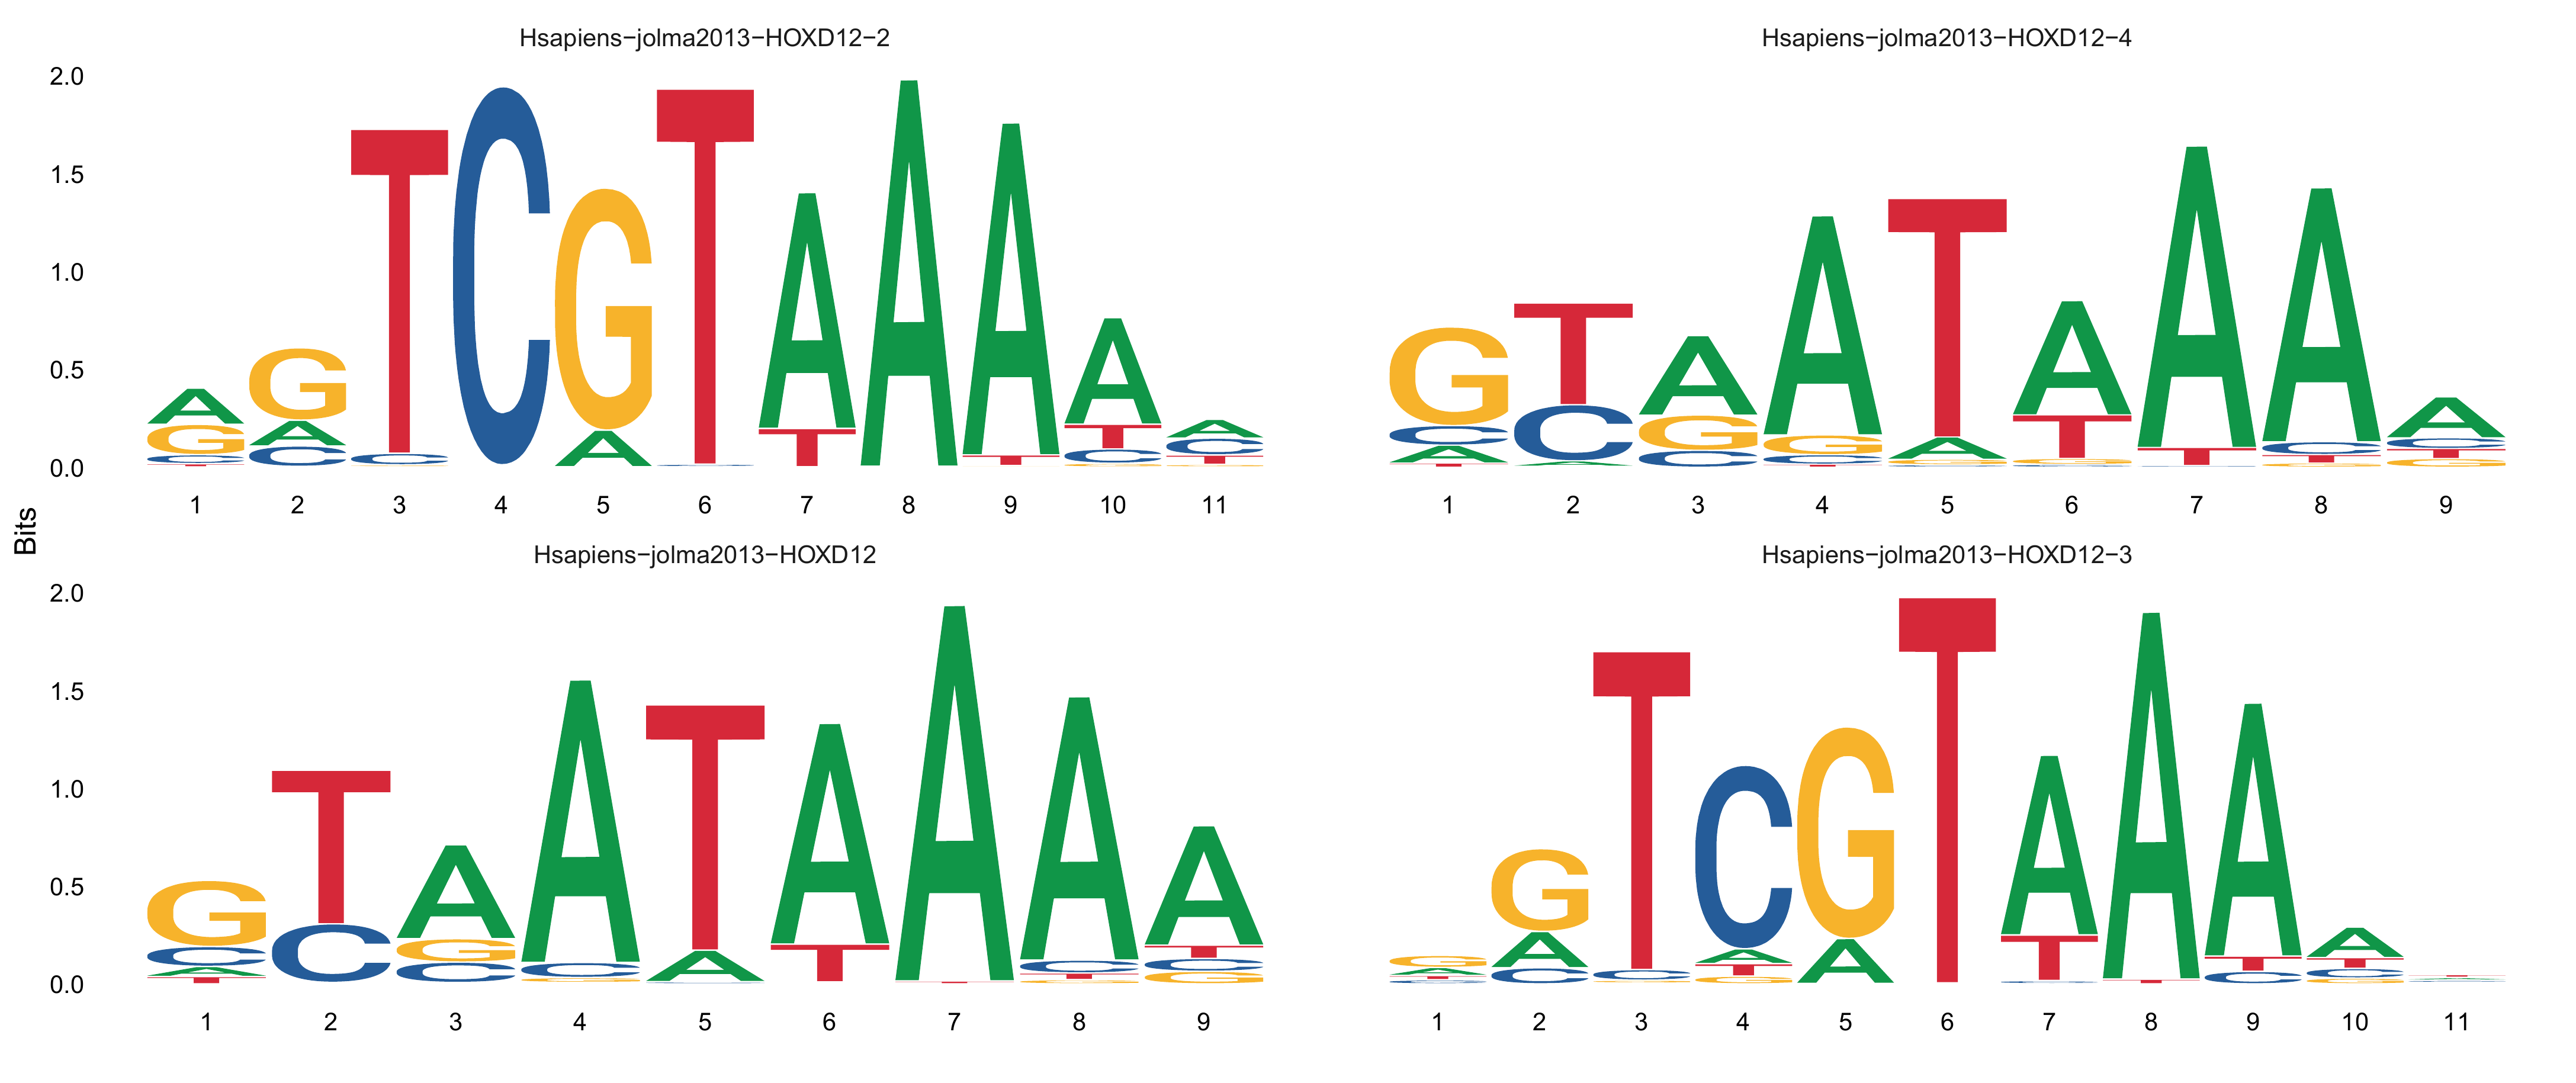 Hsapiens−jolma2013−HOXD12−2
2.0
1.5
1.0
0.5
0.0
1 2 3 4 5 6 7 8 9 10 11
Hsapiens−jolma2013−HOXD12−4
1 2 3 4 5 6 7 8 9
Bits
Hsapiens−jolma2013−HOXD12
2.0
1.5
1.0
0.5
0.0
1 2 3 4 5 6 7 8 9
Hsapiens−jolma2013−HOXD12−3
1 2 3 4 5 6 7 8 9 10 11